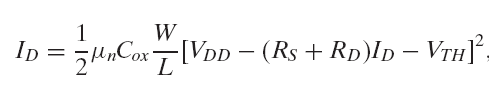 I_D = \frac{1}{2} \mu_n C_{ox} \frac{W}{L} [V_{DD} - (R_S + R_D) I_D - V_{TH}]^2,